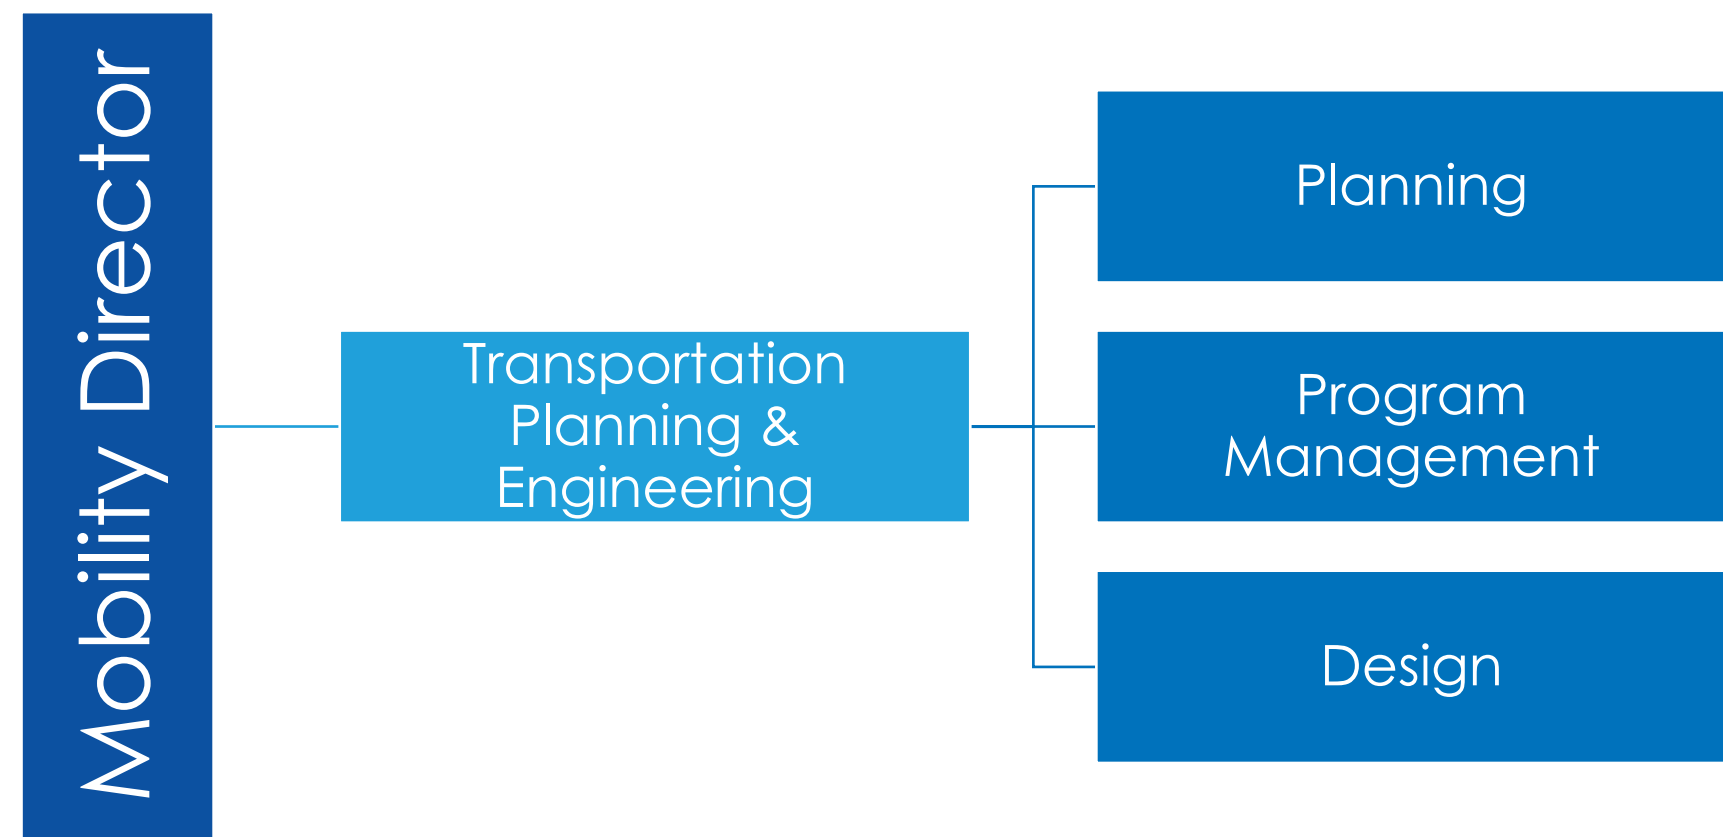 Mobility Director
Transportation
Planning &
Engineering
Planning
Program
Management
Design